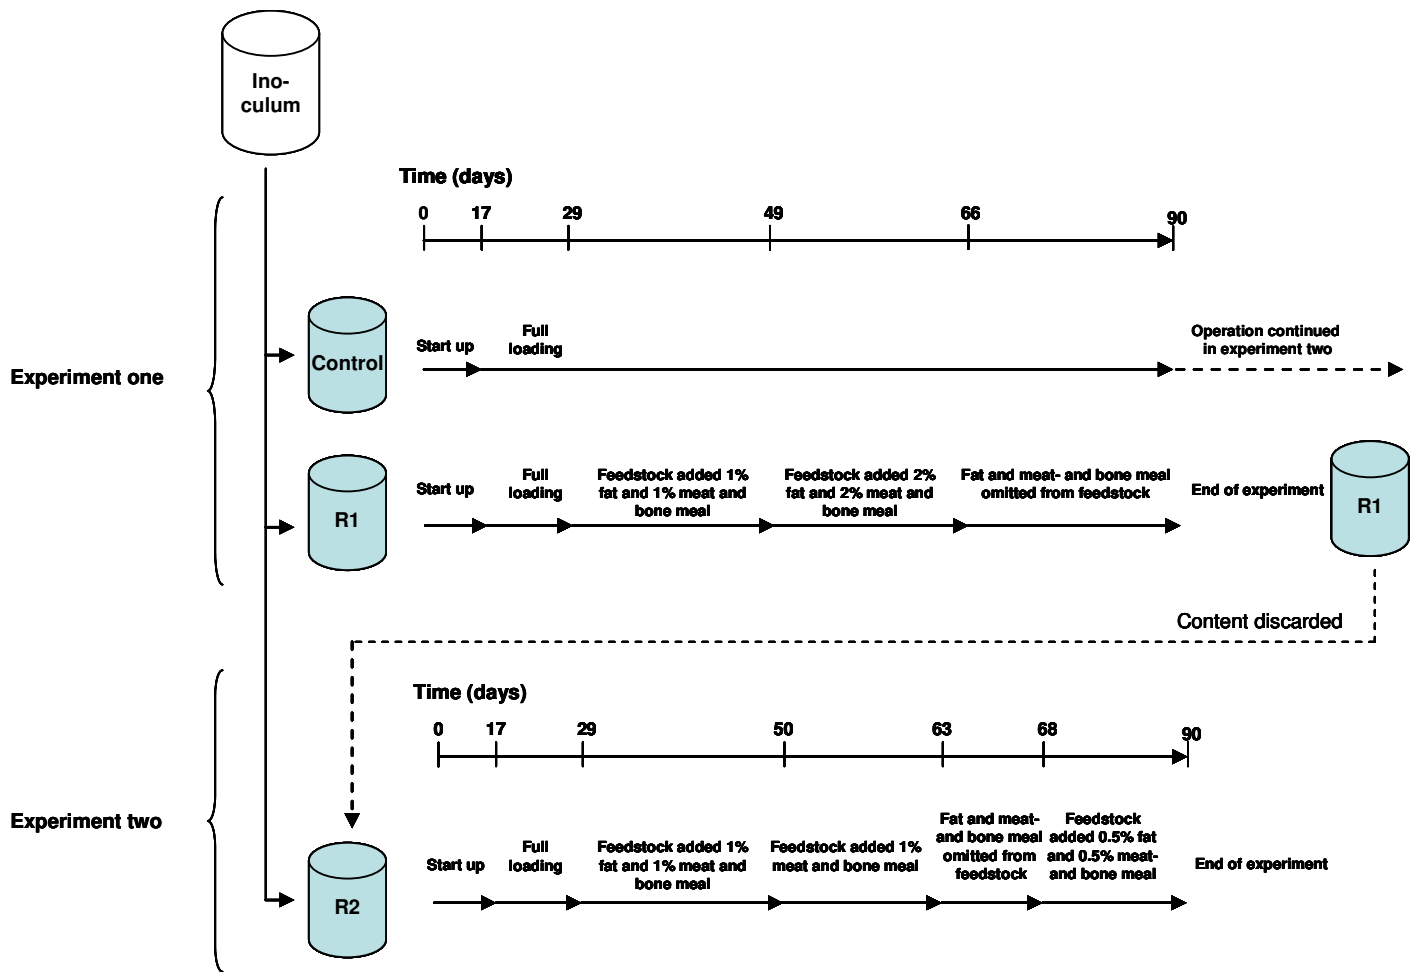 Ino-
culum
Time (days)
0 17 29 49 66 90
Experiment one
Control
Start up
Full
loading
Operation continued
in experiment two
R1
Start up
Full
loading
Feedstock added 1%
fat and 1% meat and
bone meal
Feedstock added 2%
fat and 2% meat and
bone meal
Fat and meat- and bone meal
omitted from feedstock
End of experiment
R1
Content discarded
Time (days)
0 17 29 50 63 68 90
Experiment two
R2
Start up
Full
loading
Feedstock added 1%
fat and 1% meat and
bone meal
Feedstock added 1%
meat and bone meal
Fat and meat-
and bone meal
omitted from
feedstock
Feedstock
added 0.5% fat
and 0.5% meat-
and bone meal
End of experiment